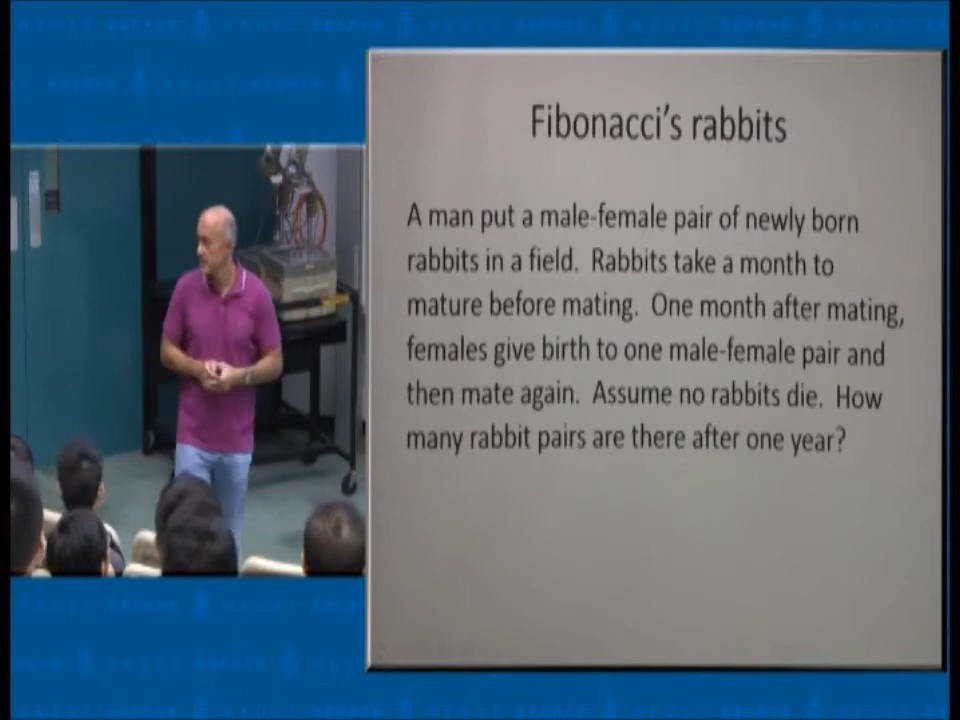 Fibonacci's rabbits
A man put a male-female pair of newly born
rabbits in a field. Rabbits take a month to
mature before mating. One month after mating,
females give birth to one male-female pair and
then mate again. Assume no rabbits die. How
many rabbit pairs are there after one year?